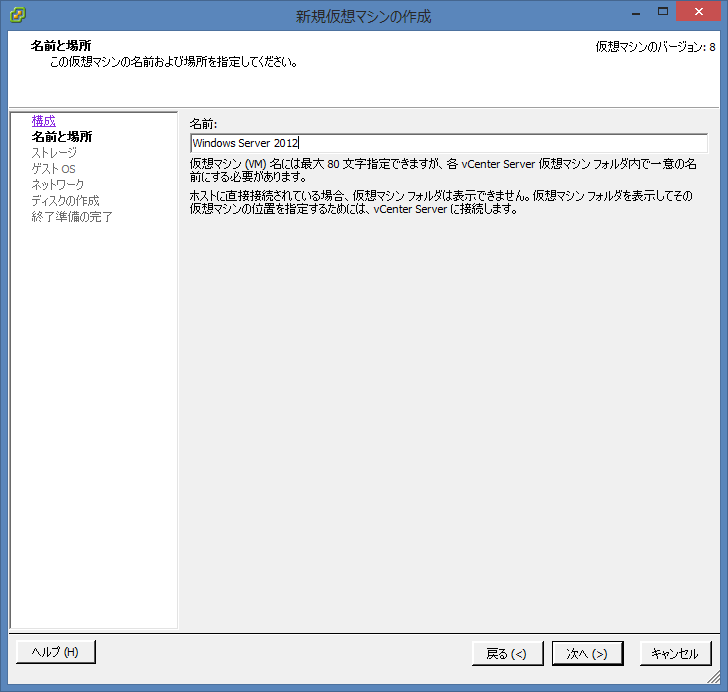 新規仮想マシンの作成
名前と場所
この仮想マシンの名前および場所を指定してください。
仮想マシンのバージョン: 8
構成
名前と場所
ストレージ
ゲスト OS
ネットワーク
ディスクの作成
終了準備の完了
名前:
Windows Server 2012
仮想マシン (VM) 名には最大 80 文字指定できますが、各 vCenter Server 仮想マシン フォルダ内で一意の名
前にする必要があります。
ホストに直接接続されている場合、仮想マシン フォルダは表示できません。仮想マシン フォルダを表示してその
仮想マシンの位置を指定するためには、vCenter Server に接続します。
ヘルプ (H)
戻る (<)
次へ (>)
キャンセル